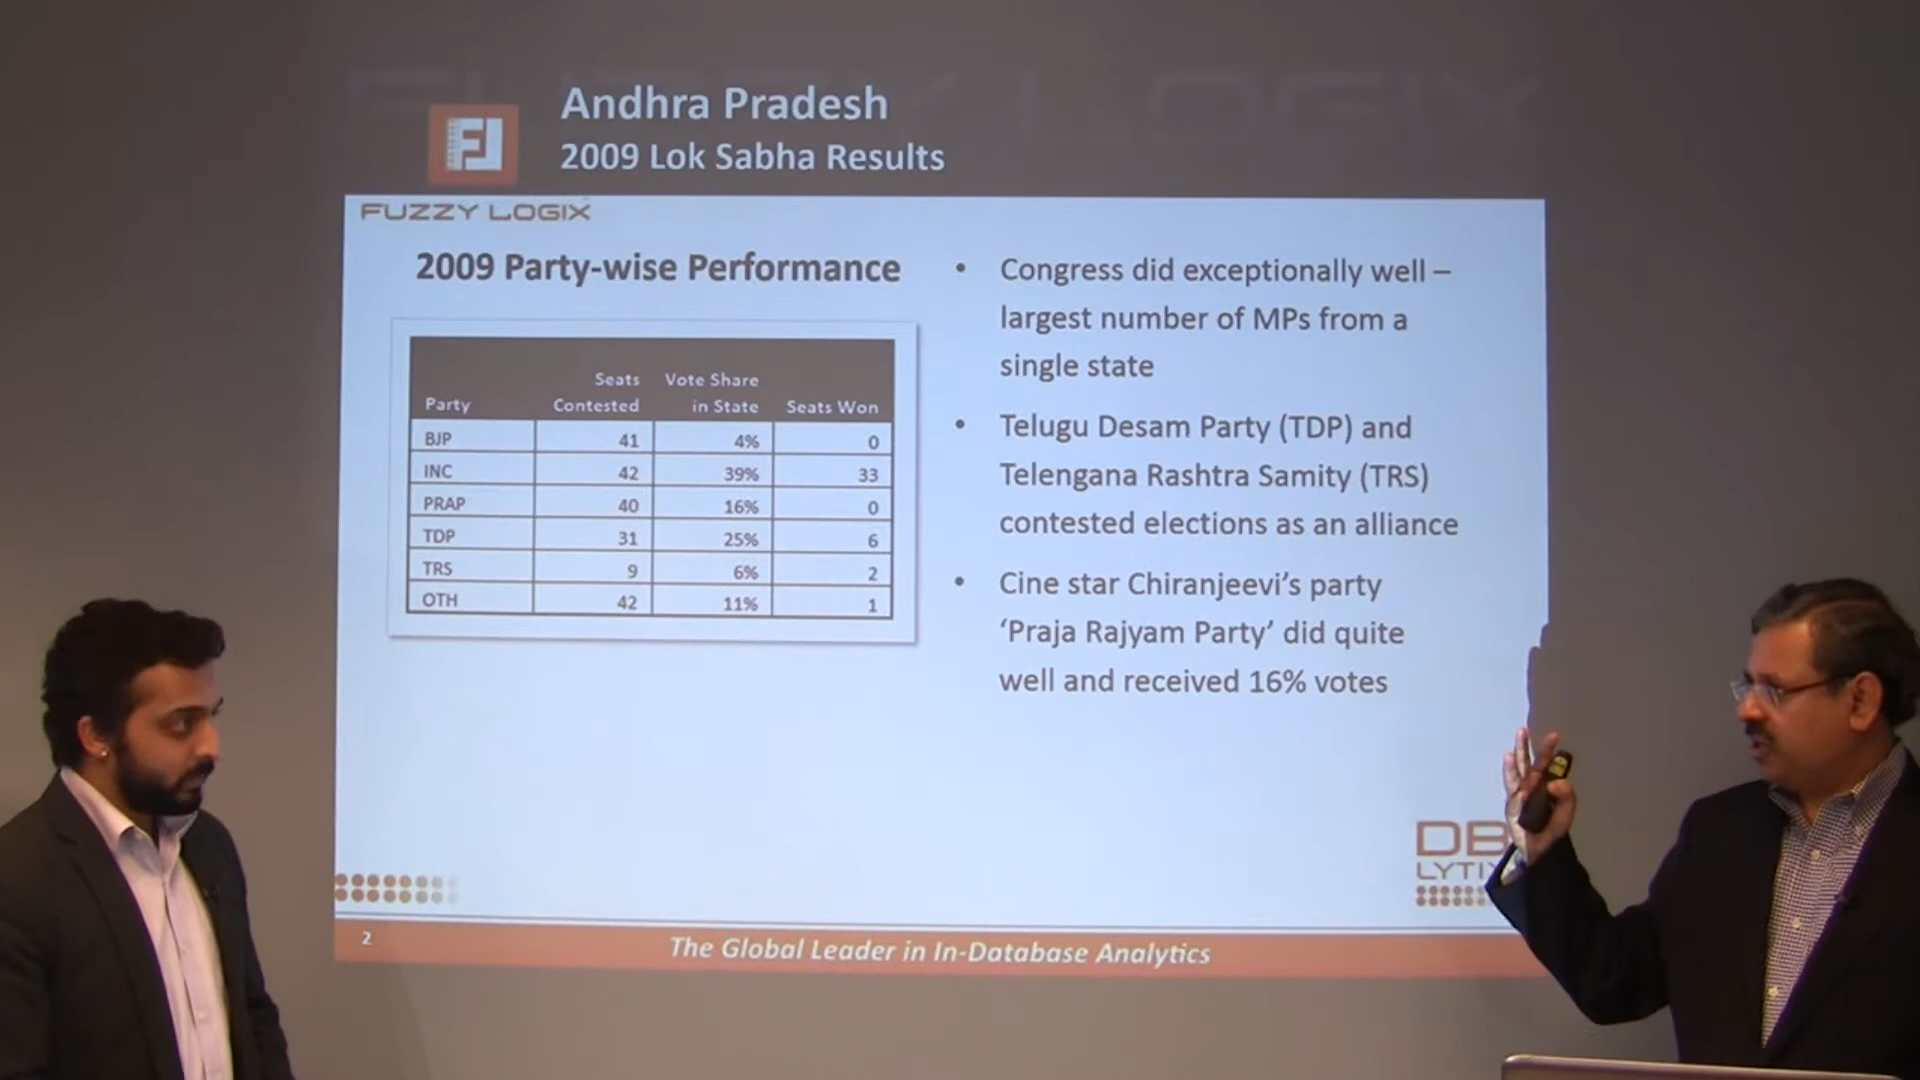 Andhra Pradesh
2009 Lok Sabha Results
FL
FUZZY LOGIX
2009 Party-wise Performance
Party Seats Contested Vote Share in State Seats Won
BJP 41 4% 0
INC 42 39% 33
PRAP 40 16% 0
TDP 31 25% 6
TRS 9 6% 2
OTH 42 11% 1
• Congress did exceptionally well –
largest number of MPs from a
single state
• Telugu Desam Party (TDP) and
Telengana Rashtra Samity (TRS)
contested elections as an alliance
• Cine star Chiranjeevi’s party
‘Praja Rajyam Party’ did quite
well and received 16% votes
DB
LYTIX
2
The Global Leader in In-Database Analytics